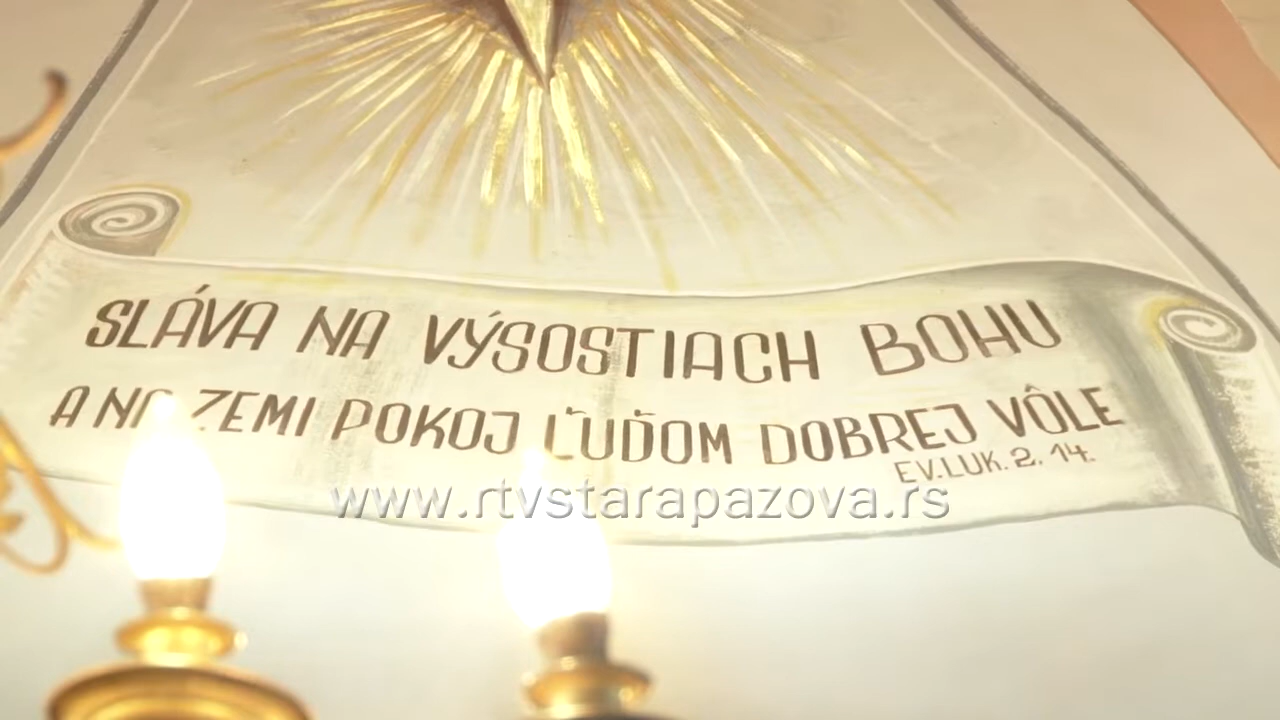 SLÁVA NA VÝSOSTIACH BOHU
A NA ZEMI POKOJ ĽUĎOM DOBREJ VÔLE
EV.LUK. 2. 14.
www.rtvstarapazova.rs